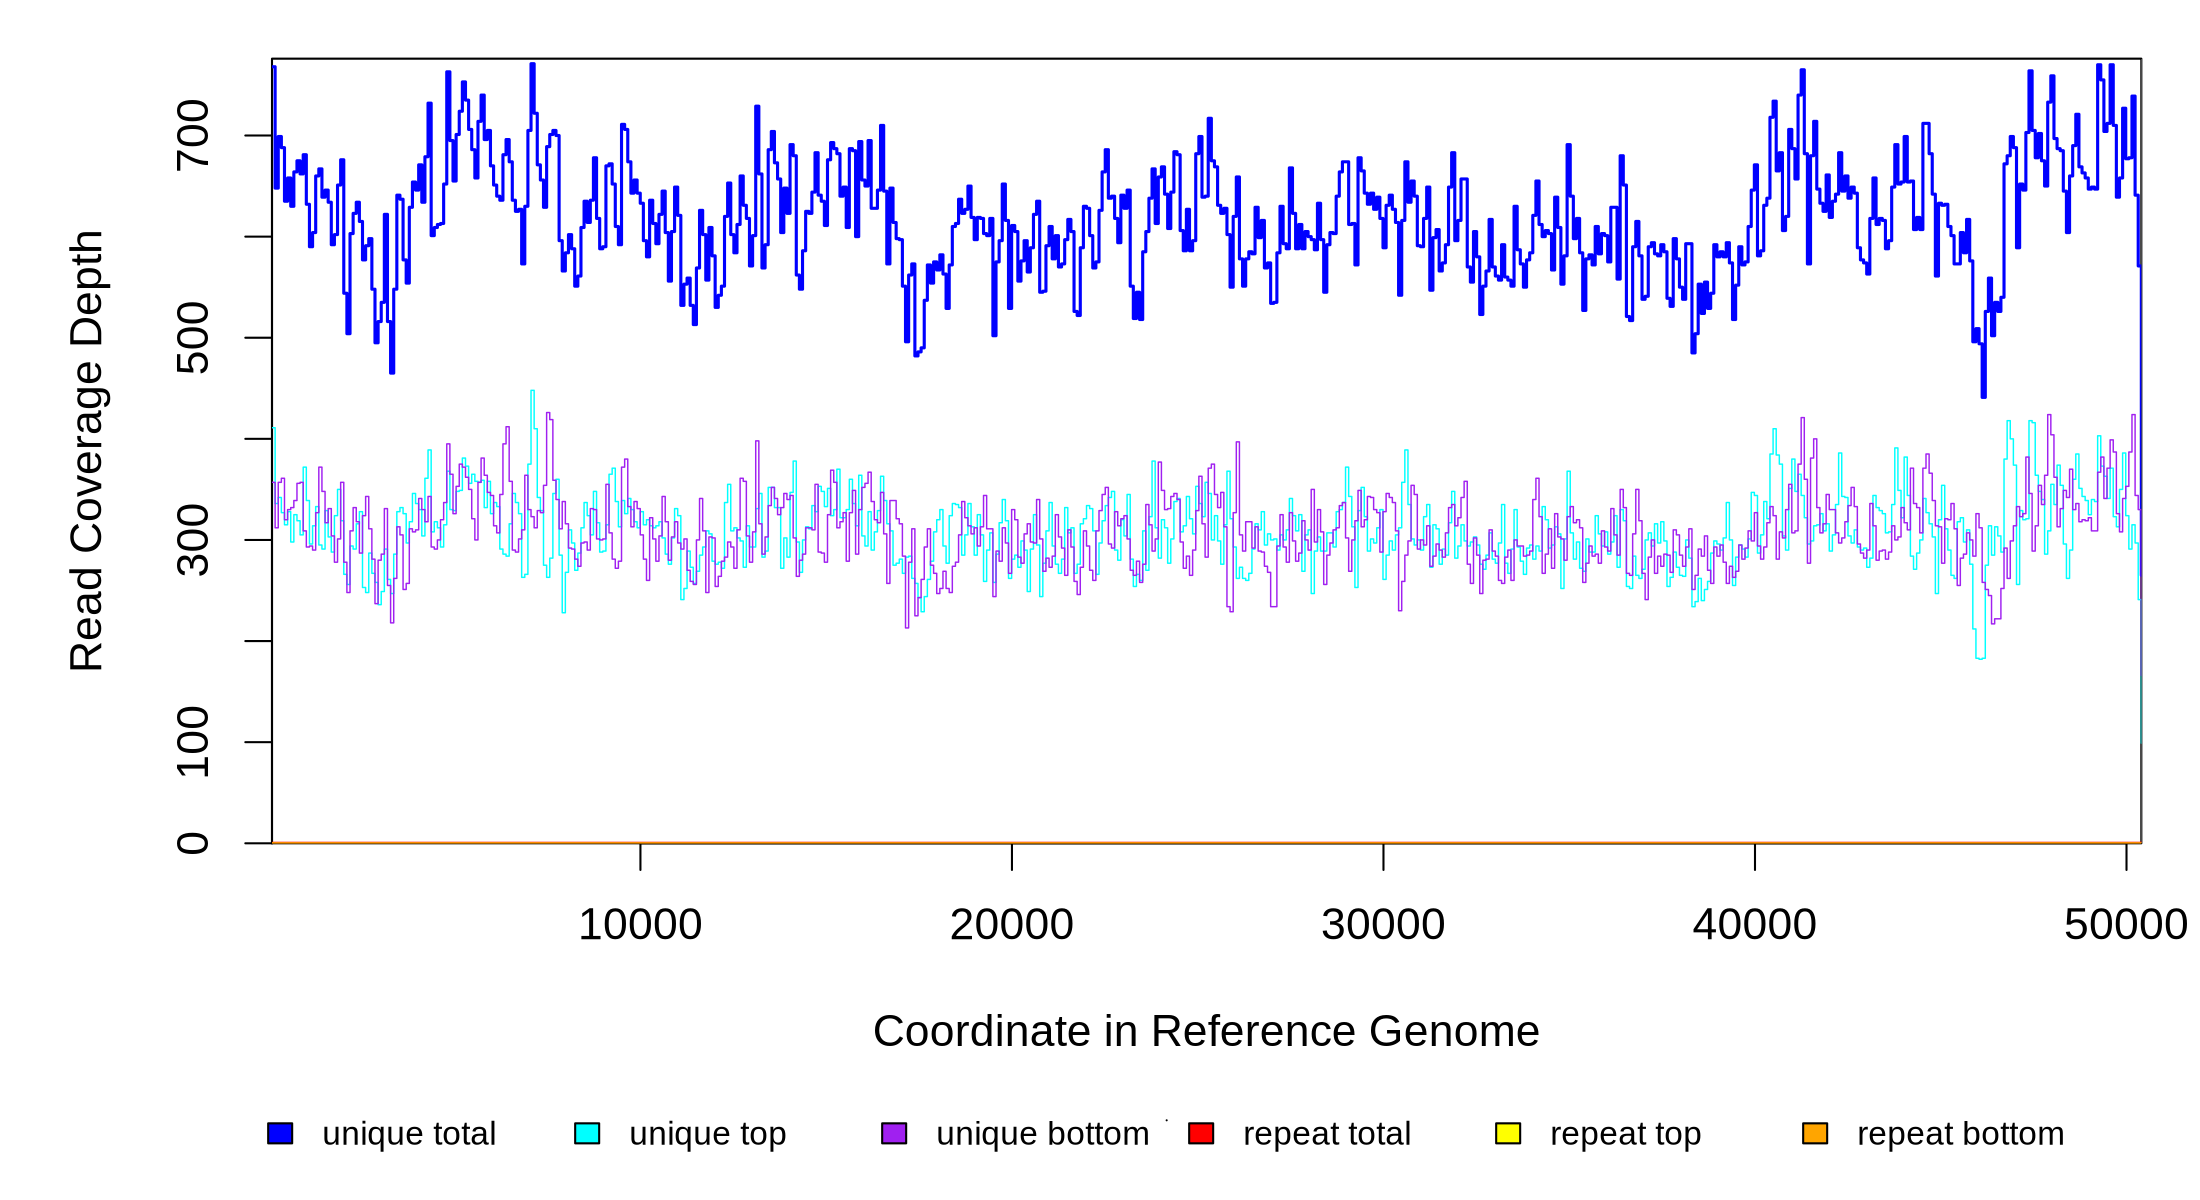 Read Coverage Depth
700
500
300
100
0
10000 20000 30000 40000 50000
Coordinate in Reference Genome
unique total unique top unique bottom repeat total repeat top repeat bottom